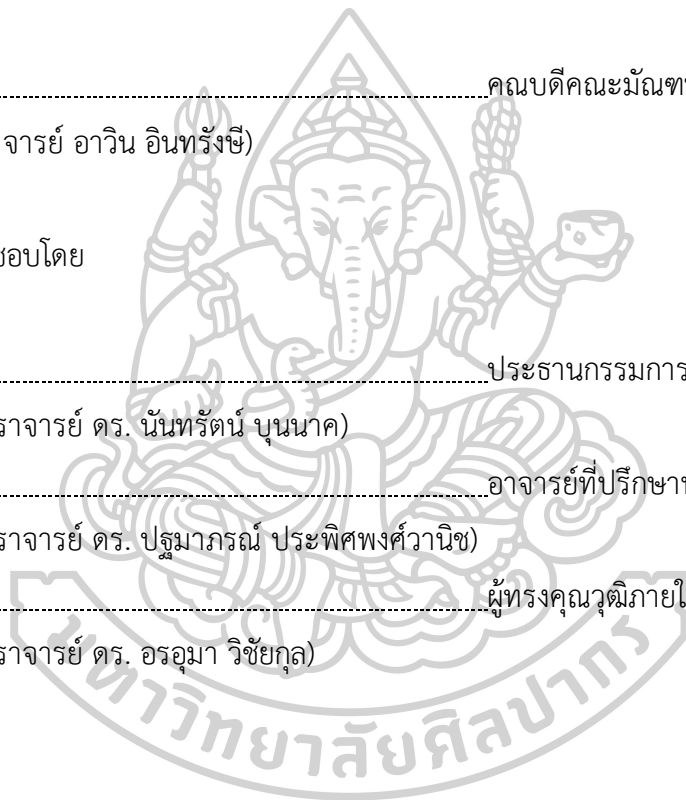 คณบดีคณะมัณฑ
จารย์ อาวิน อินทรังษี)
ชอบโดย
ประธานกรรมการ
ราจารย์ ดร. นันทรัตน์ บุนนาค)
อาจารย์ที่ปรึกษา
ราจารย์ ดร. ปฐมาภรณ์ ประพิศพงศ์วานิช)
ผู้ทรงคุณวุฒิภายใ
ราจารย์ ดร. อรอุมา วิชัยกุล)
มหาวิทยาลัยศิลปากร